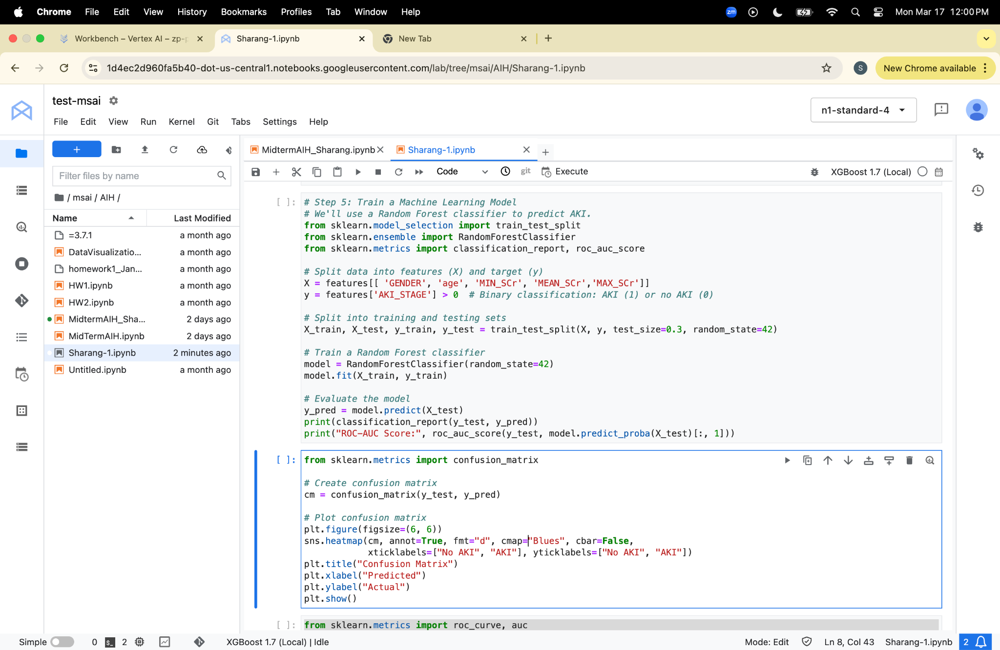 Chrome File Edit View History Bookmarks Profiles Tab Window Help zm Mon Mar 17 12:00 PM
Workbench – Vertex AI – zp-p Sharang-1.ipynb New Tab
1d4ec2d960fa5b40-dot-us-central1.notebooks.googleusercontent.com/lab/tree/msai/AIH/Sharang-1.ipynb S New Chrome available
test-msai
n1-standard-4
File Edit View Run Kernel Git Tabs Settings Help
MidtermAIH_Sharang.ipynb Sharang-1.ipynb
Code git Execute XGBoost 1.7 (Local)
Filter files by name
/ msai / AIH /
Name Last Modified
=3.7.1 a month ago
DataVisualizatio... a month ago
homework1_Jan... a month ago
HW1.ipynb a month ago
HW2.ipynb a month ago
MidtermAIH_Sha... 2 days ago
MidTermAIH.ipynb 2 days ago
Sharang-1.ipynb 2 minutes ago
Untitled.ipynb a month ago
[ ]: # Step 5: Train a Machine Learning Model
# We'll use a Random Forest classifier to predict AKI.
from sklearn.model_selection import train_test_split
from sklearn.ensemble import RandomForestClassifier
from sklearn.metrics import classification_report, roc_auc_score
# Split data into features (X) and target (y)
X = features[[ 'GENDER', 'age', 'MIN_SCr', 'MEAN_SCr','MAX_SCr']]
y = features['AKI_STAGE'] > 0  # Binary classification: AKI (1) or no AKI (0)
# Split into training and testing sets
X_train, X_test, y_train, y_test = train_test_split(X, y, test_size=0.3, random_state=42)
# Train a Random Forest classifier
model = RandomForestClassifier(random_state=42)
model.fit(X_train, y_train)
# Evaluate the model
y_pred = model.predict(X_test)
print(classification_report(y_test, y_pred))
print("ROC-AUC Score:", roc_auc_score(y_test, model.predict_proba(X_test)[:, 1]))
[ ]: from sklearn.metrics import confusion_matrix
# Create confusion matrix
cm = confusion_matrix(y_test, y_pred)
# Plot confusion matrix
plt.figure(figsize=(6, 6))
sns.heatmap(cm, annot=True, fmt="d", cmap="Blues", cbar=False,
xticklabels=["No AKI", "AKI"], yticklabels=["No AKI", "AKI"])
plt.title("Confusion Matrix")
plt.xlabel("Predicted")
plt.ylabel("Actual")
plt.show()
[ ]: from sklearn.metrics import roc_curve, auc
Simple 0 $_ 2 XGBoost 1.7 (Local) | Idle Mode: Edit Ln 8, Col 43 Sharang-1.ipynb 2